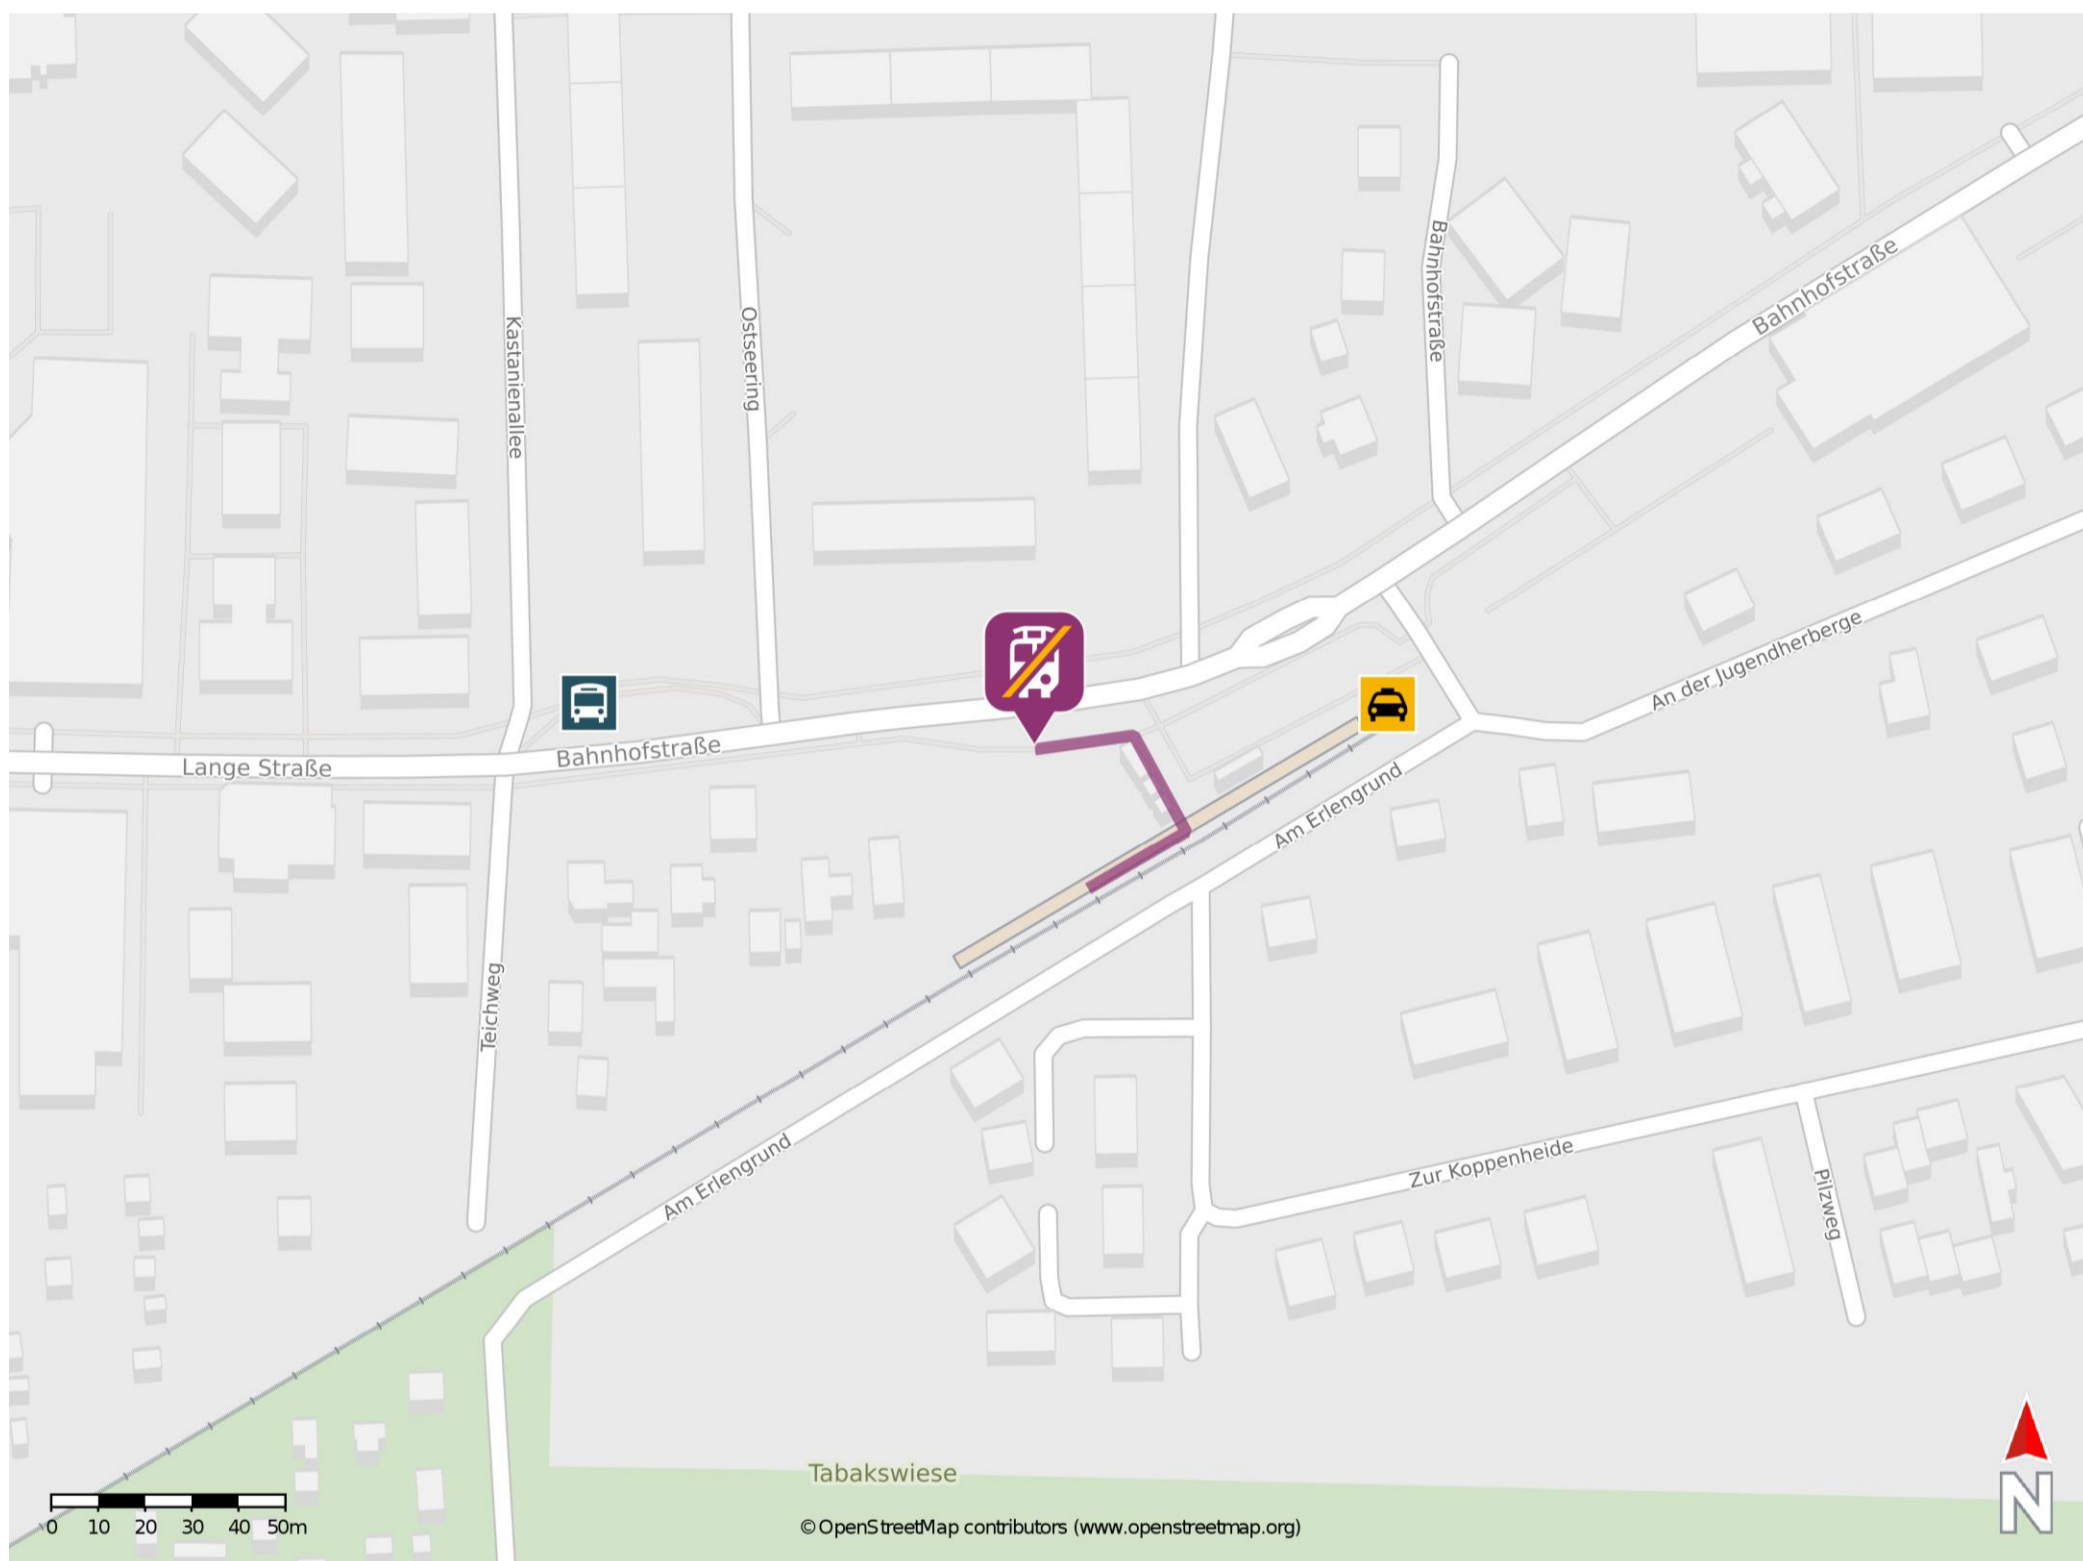 Bahnhofstraße
Bahnhofstraße
Kastanienallee
Ostseering
An der Jugendherberge
Bahnhofstraße
Lange Straße
Am Erlengrund
Teichweg
Am Erlengrund
Zur Koppenheide
Pilzweg
Tabakswiese
0 10 20 30 40 50m
© OpenStreetMap contributors (www.openstreetmap.org)
N